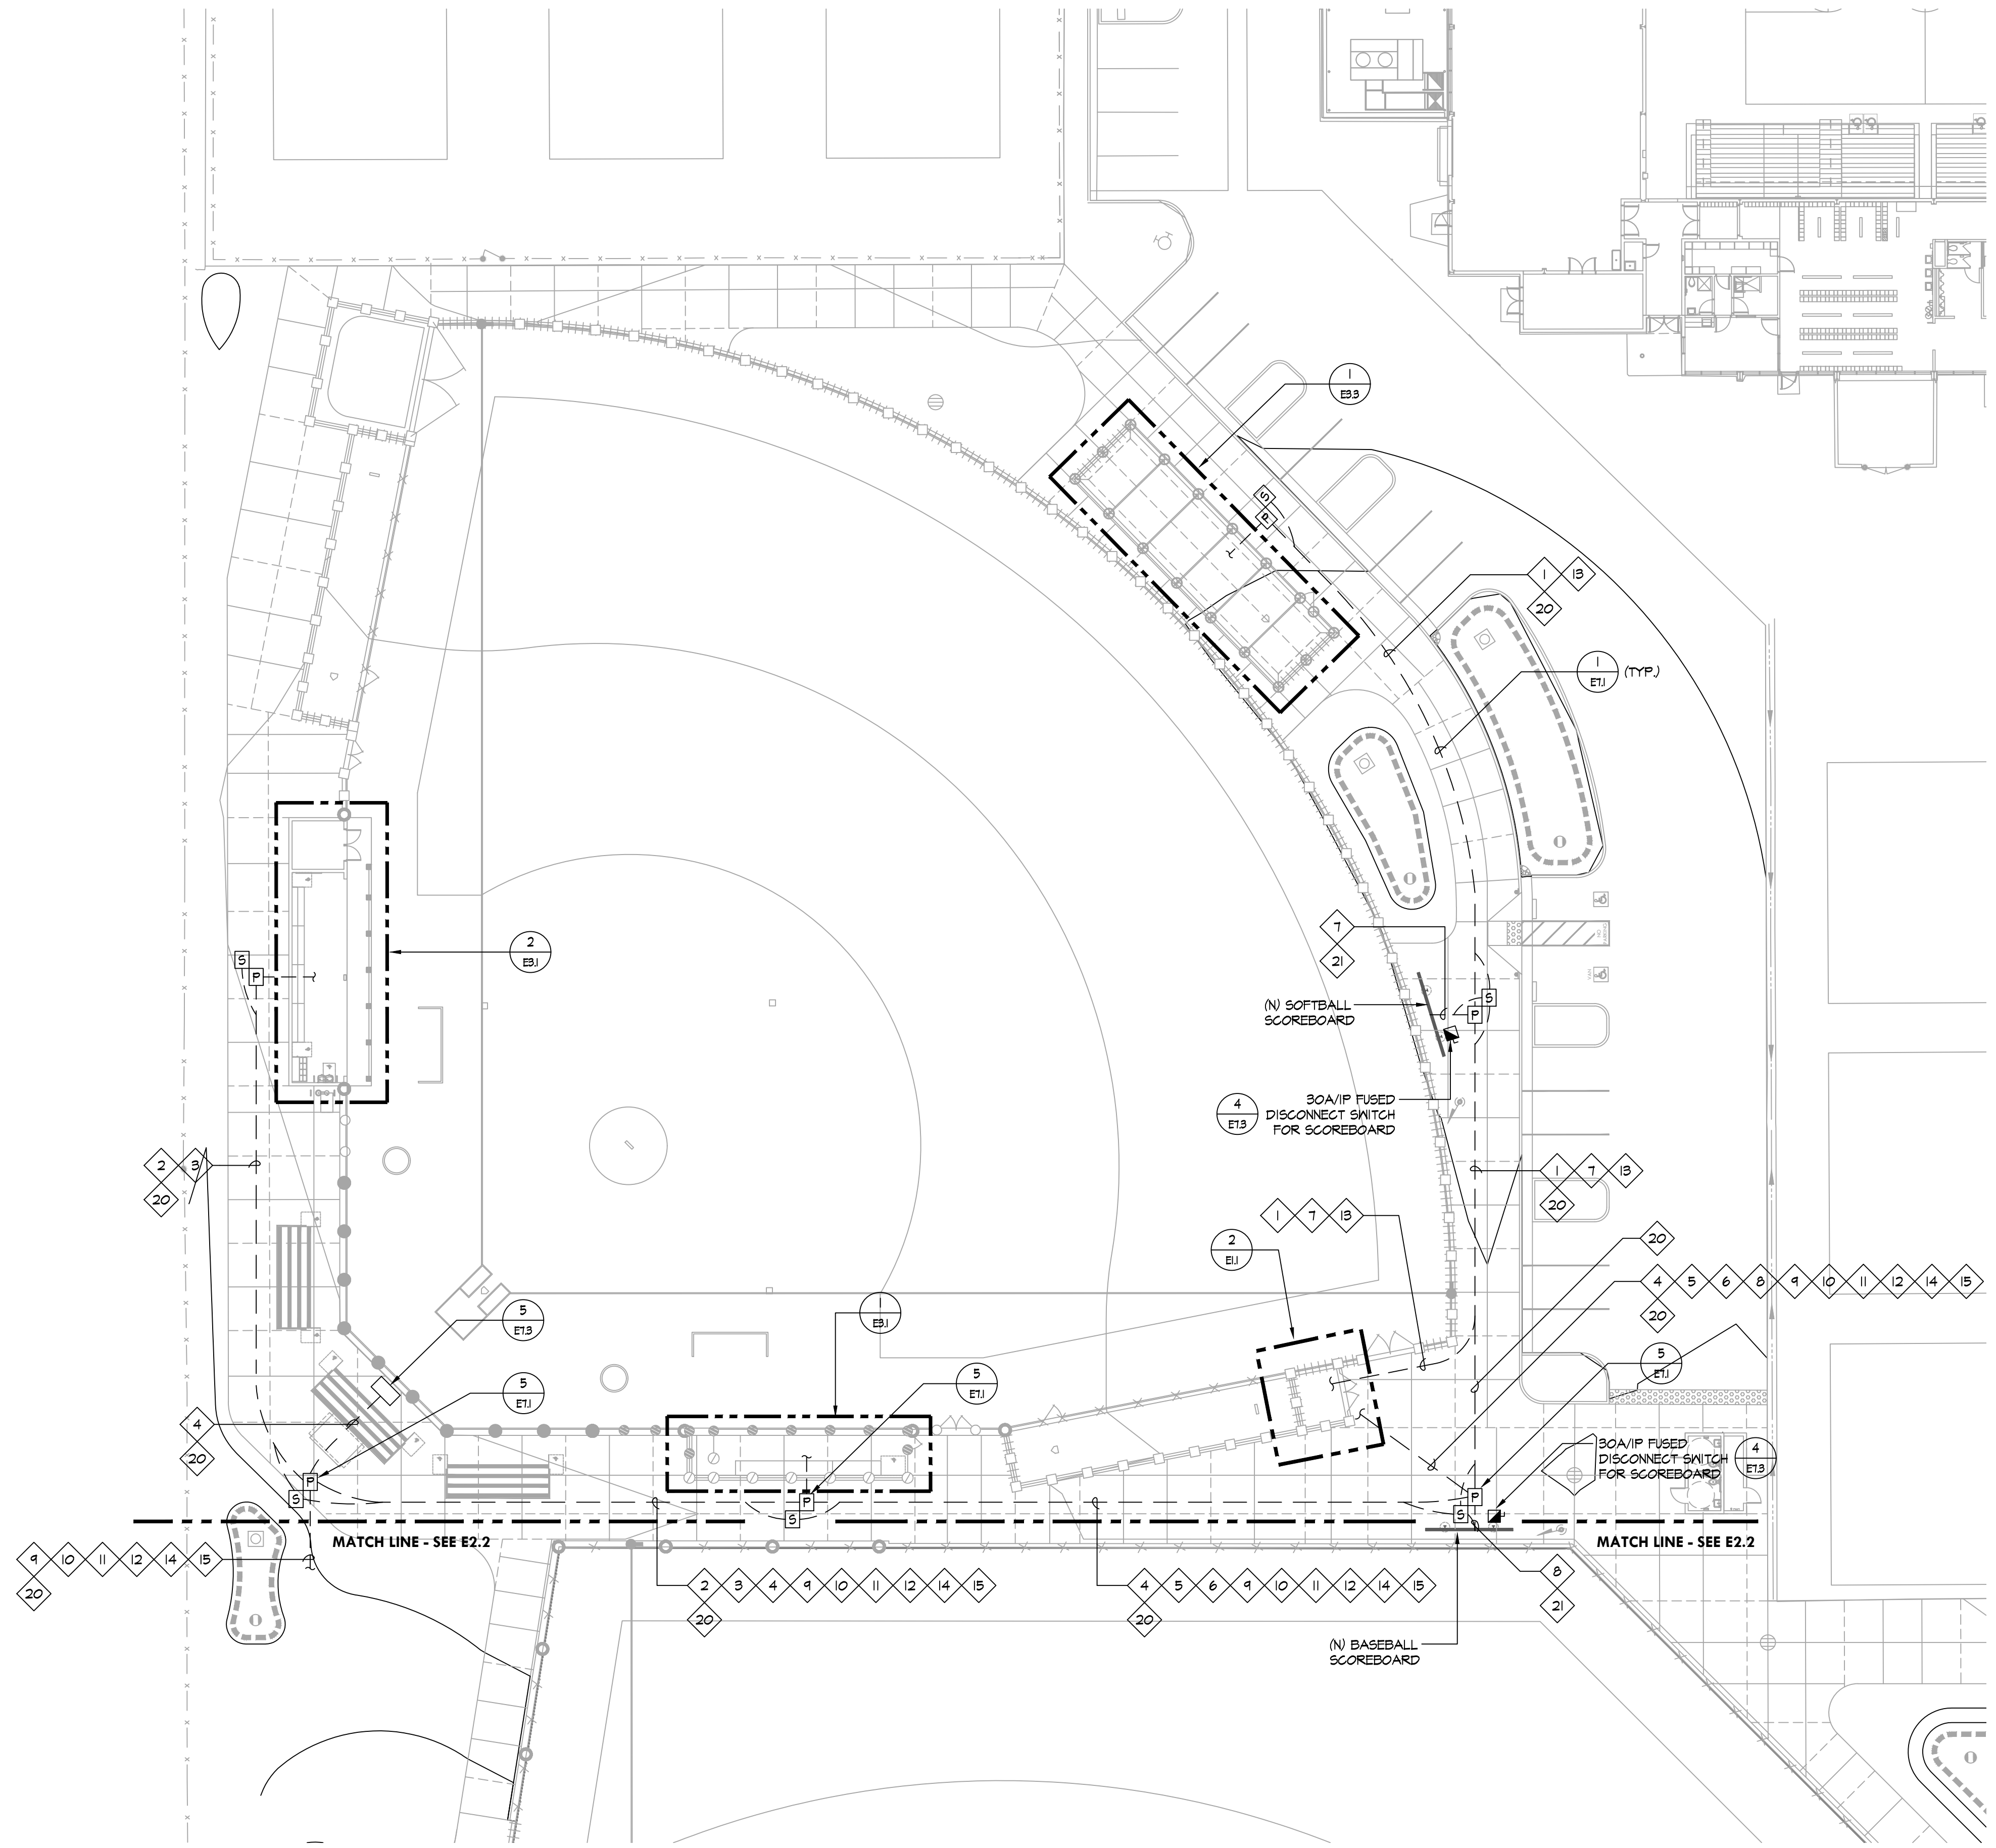 1
E3.3
S
P
1 13
20
1
E7.1
(TYP.)
2
E3.1
S
P
7
21
(N) SOFTBALL
SCOREBOARD
S
P
NO
PARKING
VAN
30A/1P FUSED
DISCONNECT SWITCH
FOR SCOREBOARD
4
E7.3
2 3
20
1 7 13
20
1 7 13
2
E1.1
20
4 5 6 8 9 10 11 12 14 15
20
5
E7.3
1
E3.1
5
E7.1
5
E7.1
5
E7.1
4
20
P
S
P
S
P
S
30A/1P FUSED
DISCONNECT SWITCH
FOR SCOREBOARD
4
E7.3
MATCH LINE - SEE E2.2
MATCH LINE - SEE E2.2
9 10 11 12 14 15
20
2 3 4 9 10 11 12 14 15
20
4 5 6 9 10 11 12 14 15
20
8
21
(N) BASEBALL
SCOREBOARD